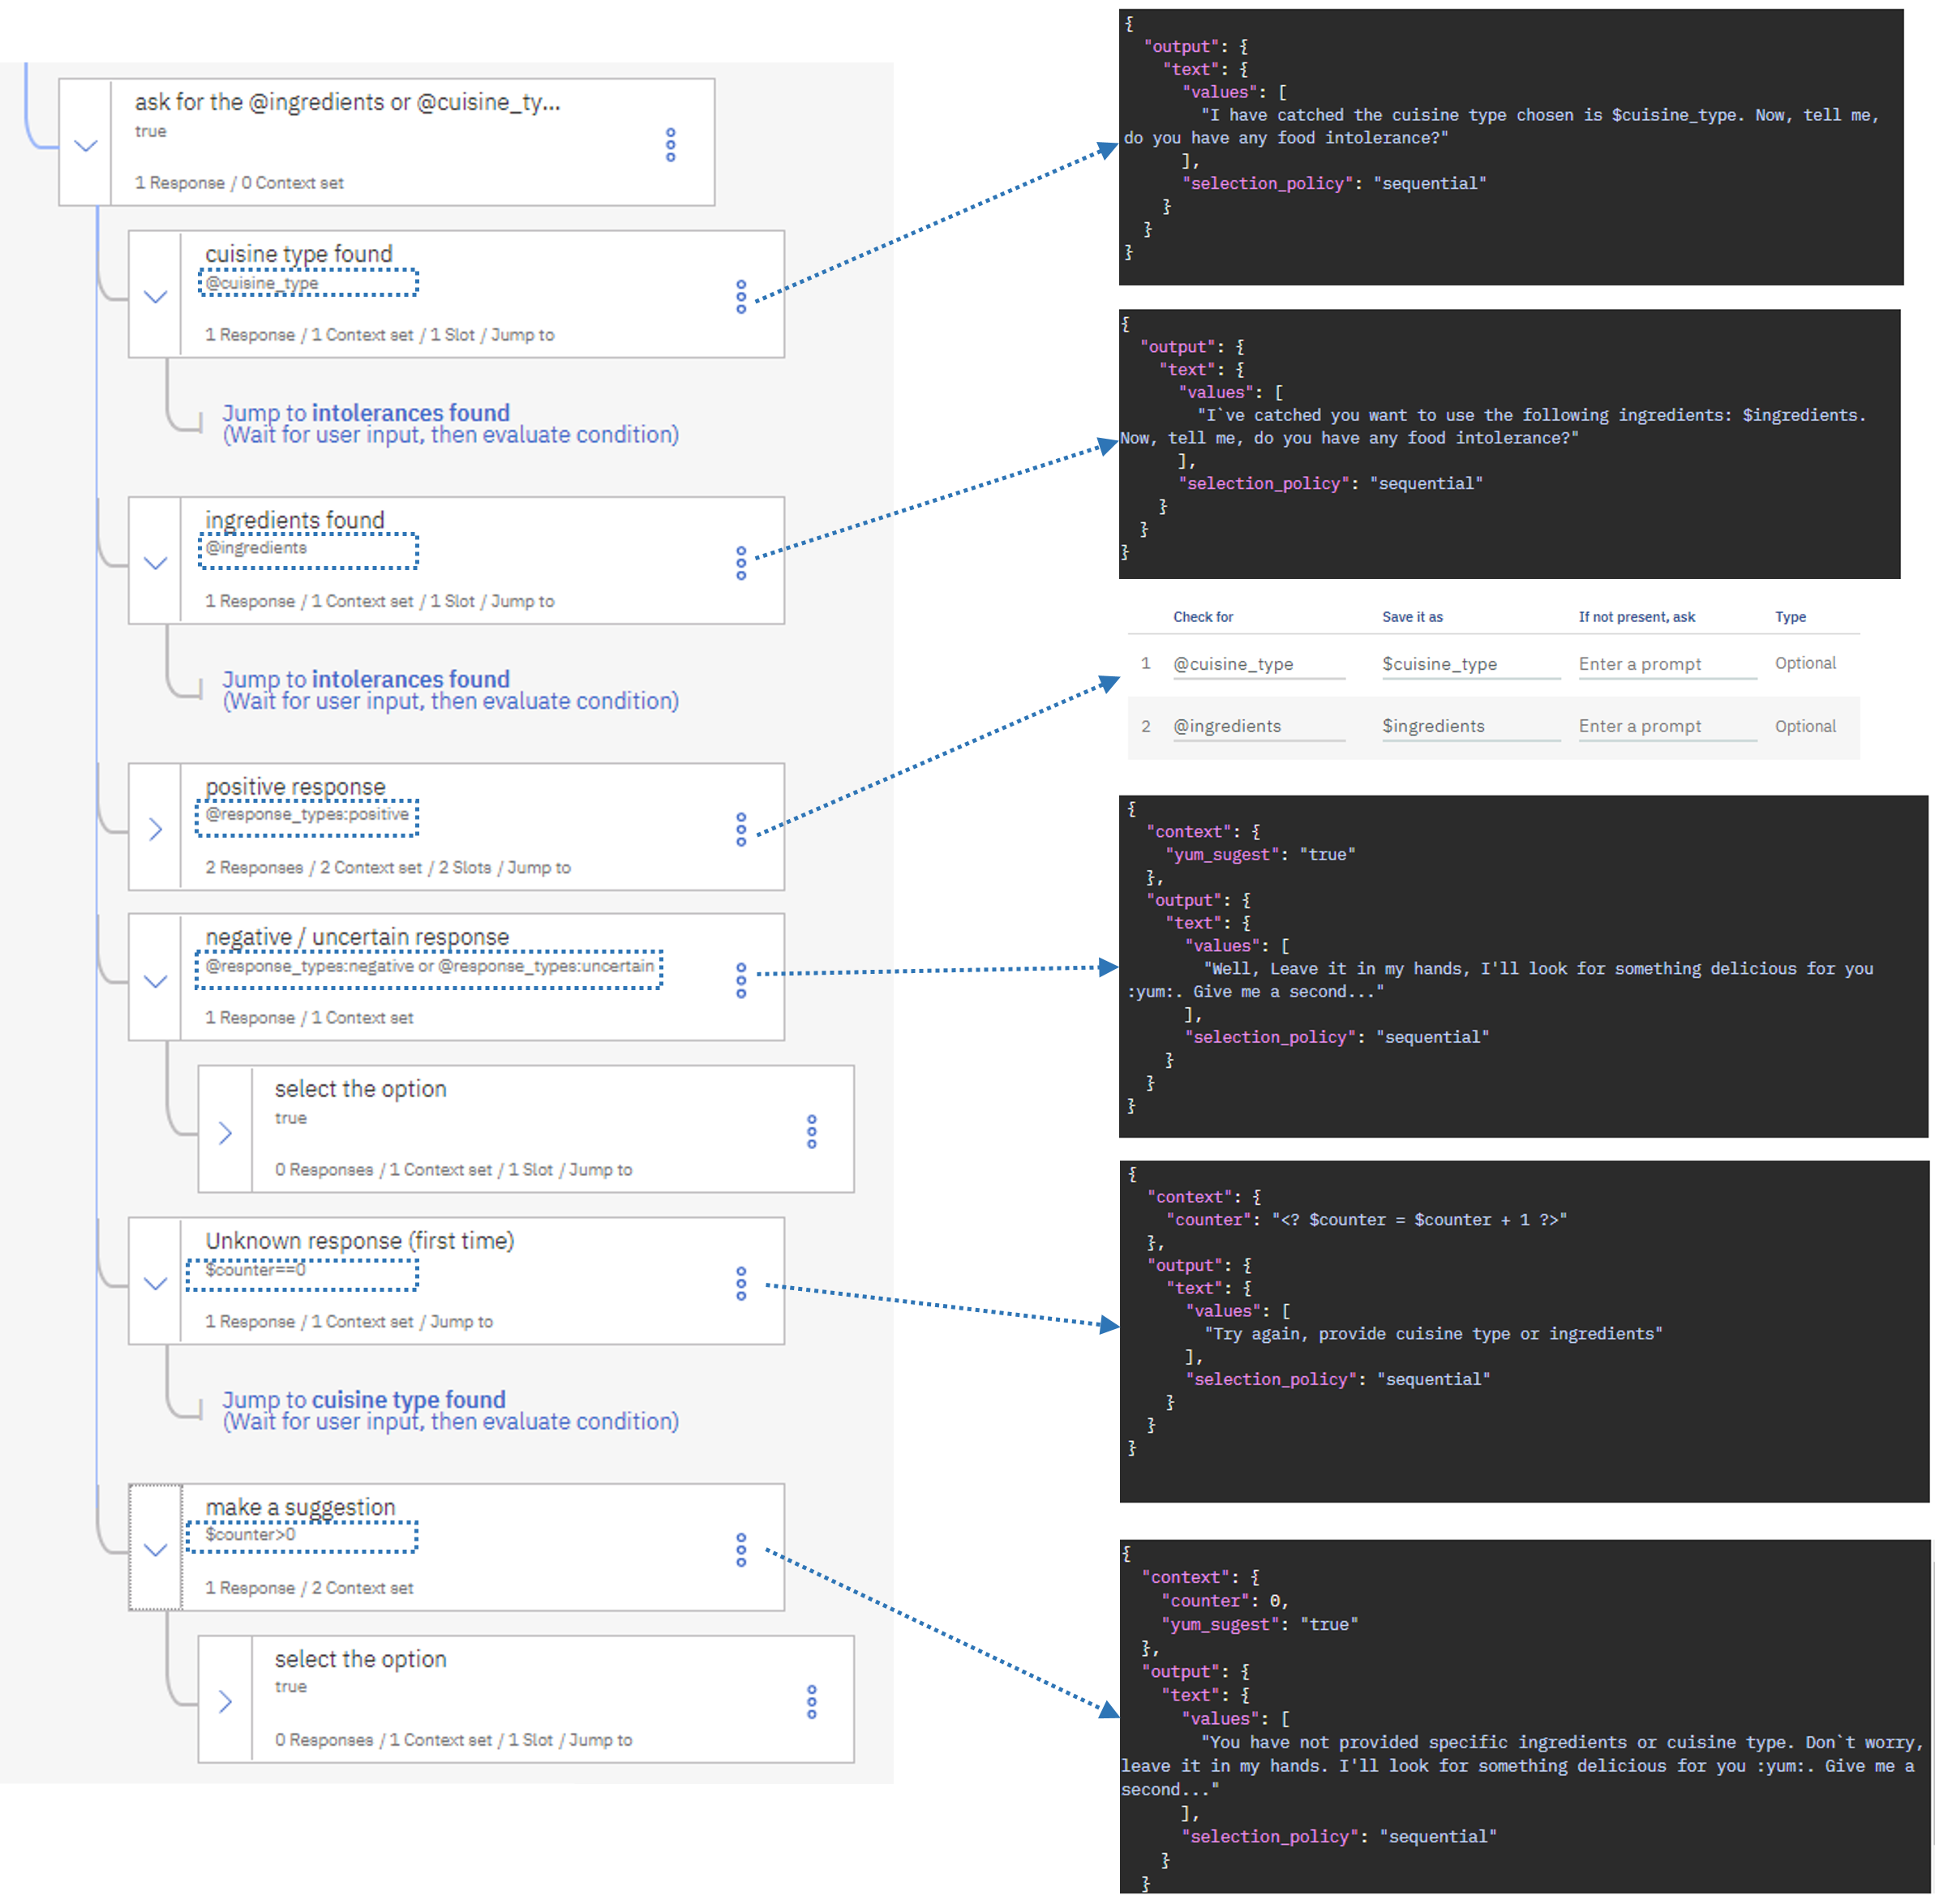 ask for the @ingredients or @cuisine_ty...
true
1 Response / 0 Context set
cuisine type found
@cuisine_type
1 Response / 1 Context set / 1 Slot / Jump to
Jump to intolerances found
(Wait for user input, then evaluate condition)
ingredients found
@ingredients
1 Response / 1 Context set / 1 Slot / Jump to
Jump to intolerances found
(Wait for user input, then evaluate condition)
positive response
@response_types:positive
2 Responses / 2 Context set / 2 Slots / Jump to
negative / uncertain response
@response_types:negative or @response_types:uncertain
1 Response / 1 Context set
select the option
true
0 Responses / 1 Context set / 1 Slot / Jump to
Unknown response (first time)
$counter==0
1 Response / 1 Context set / Jump to
Jump to cuisine type found
(Wait for user input, then evaluate condition)
make a suggestion
$counter>0
1 Response / 2 Context set
select the option
true
0 Responses / 1 Context set / 1 Slot / Jump to
{
"output": {
"text": {
"values": [
"I have catched the cuisine type chosen is $cuisine_type. Now, tell me,
do you have any food intolerance?"
],
"selection_policy": "sequential"
}
}
}
{
"output": {
"text": {
"values": [
"I`ve catched you want to use the following ingredients: $ingredients.
Now, tell me, do you have any food intolerance?"
],
"selection_policy": "sequential"
}
}
}
Check for Save it as If not present, ask Type
1 @cuisine_type $cuisine_type Enter a prompt Optional
2 @ingredients $ingredients Enter a prompt Optional
{
"context": {
"yum_sugest": "true"
},
"output": {
"text": {
"values": [
"Well, Leave it in my hands, I'll look for something delicious for you
:yum:. Give me a second..."
],
"selection_policy": "sequential"
}
}
}
{
"context": {
"counter": "<? $counter = $counter + 1 ?>"
},
"output": {
"text": {
"values": [
"Try again, provide cuisine type or ingredients"
],
"selection_policy": "sequential"
}
}
}
{
"context": {
"counter": 0,
"yum_sugest": "true"
},
"output": {
"text": {
"values": [
"You have not provided specific ingredients or cuisine type. Don`t worry,
leave it in my hands. I'll look for something delicious for you :yum:. Give me a
second..."
],
"selection_policy": "sequential"
}
}